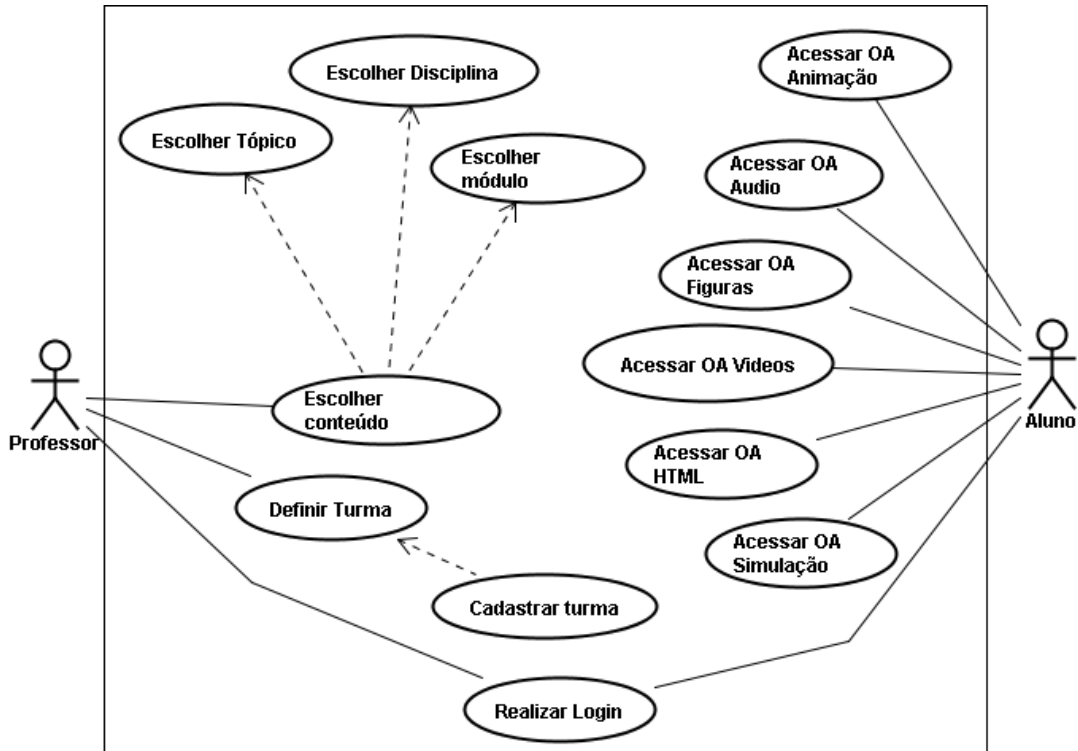 Acessar OA
Animação
Escolher Disciplina
Escolher Tópico
Escolher
módulo
Acessar OA
Audio
Acessar OA
Figuras
Acessar OA Videos
Escolher
conteúdo
Professor
Aluno
Acessar OA
HTML
Definir Turma
Acessar OA
Simulação
Cadastrar turma
Realizar Login